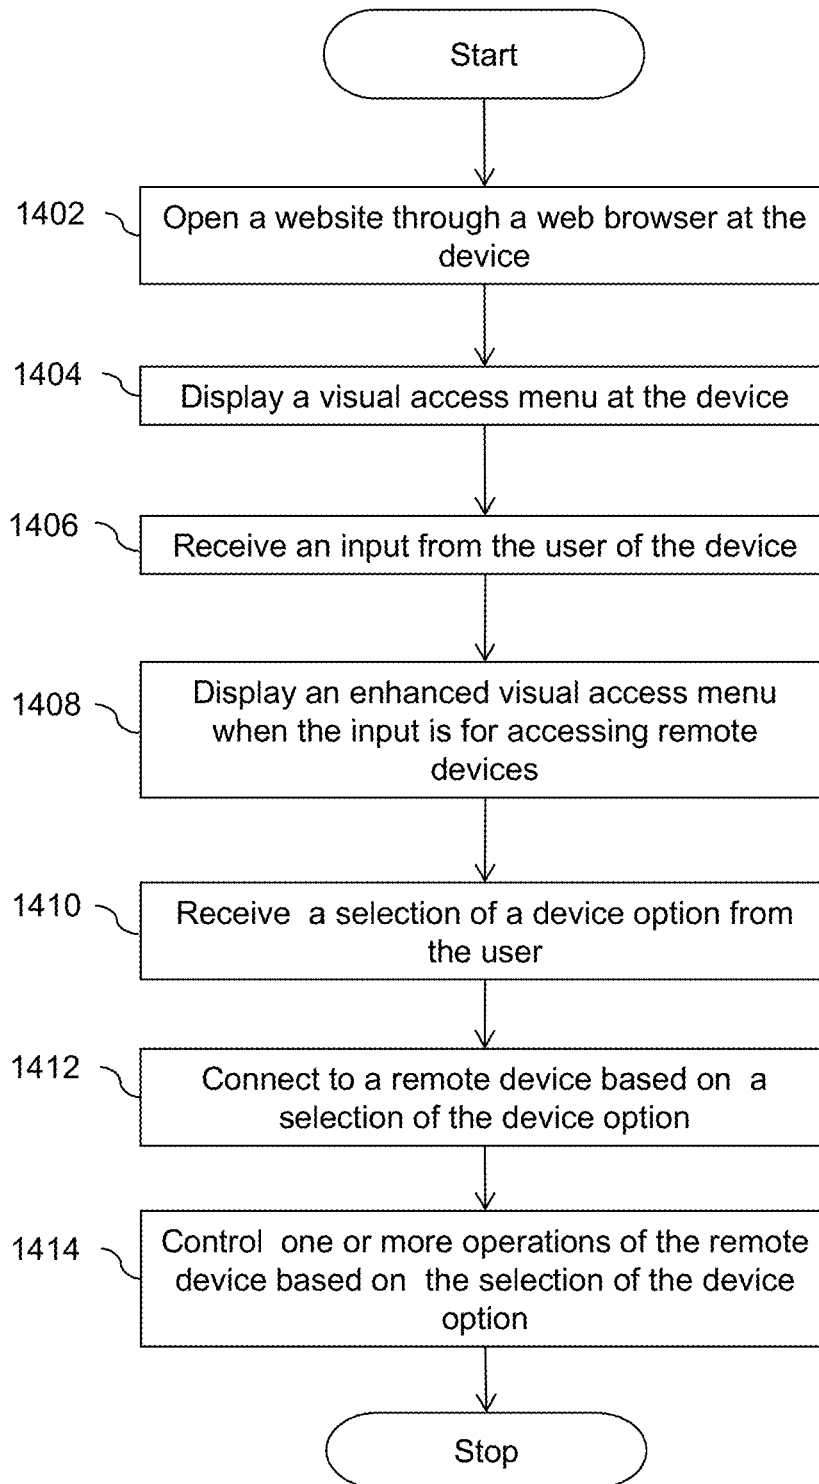 Start
1402
Open a website through a web browser at the
device
1404
Display a visual access menu at the device
1406
Receive an input from the user of the device
1408
Display an enhanced visual access menu
when the input is for accessing remote
devices
1410
Receive a selection of a device option from
the user
1412
Connect to a remote device based on a
selection of the device option
1414
Control one or more operations of the remote
device based on the selection of the device
option
Stop